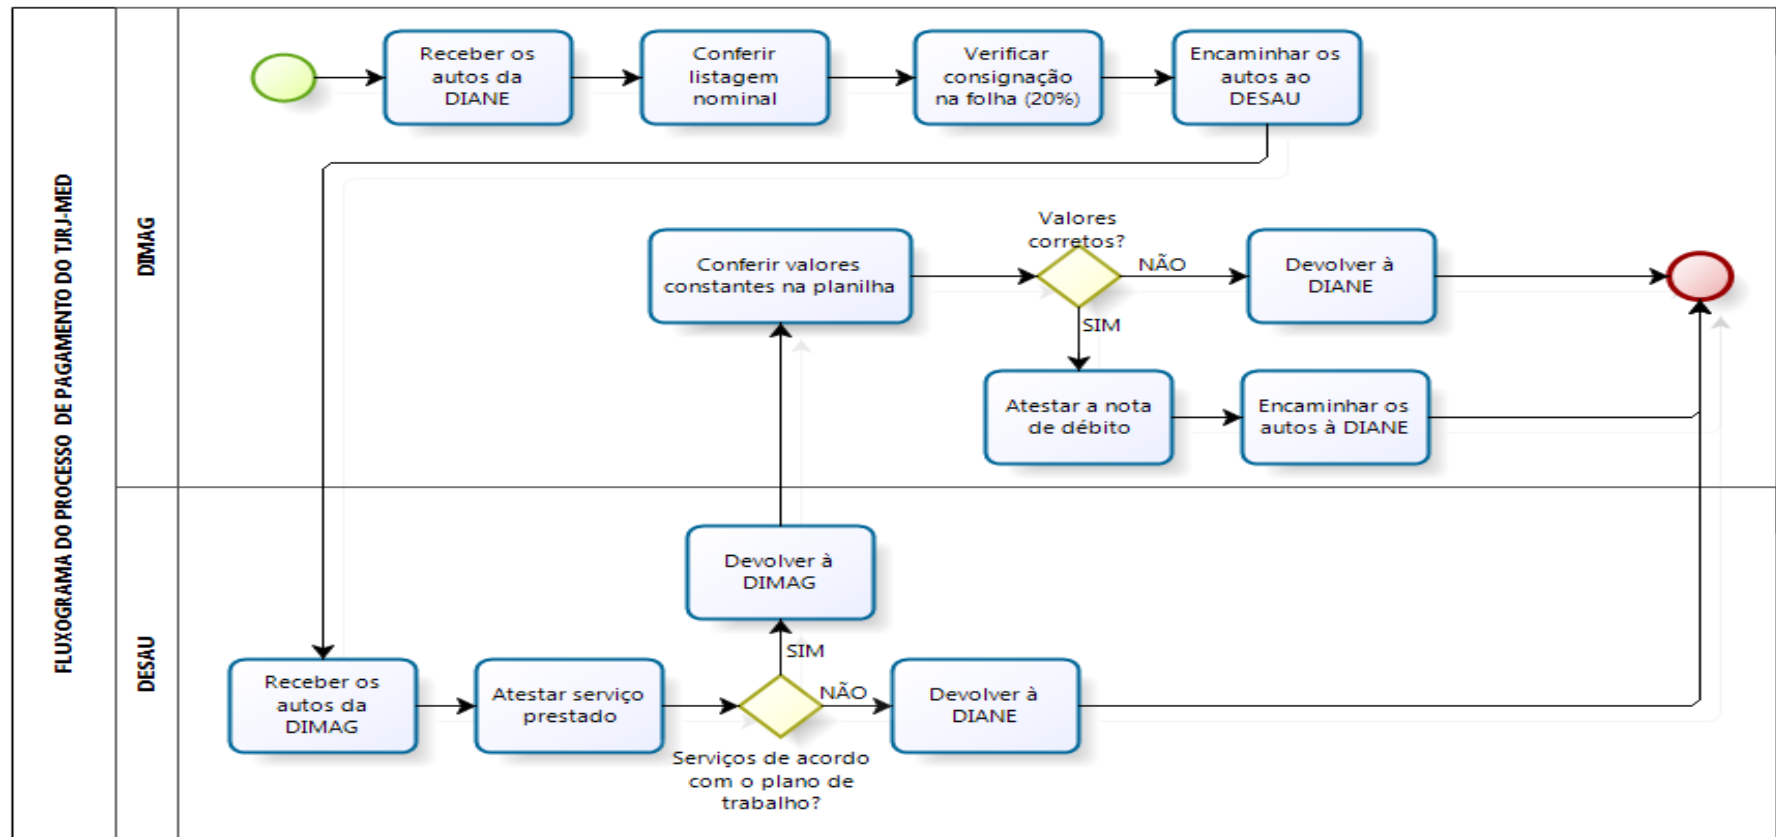 FLUXOGRAMA DO PROCESSO DE PAGAMENTO DO TJRJ-MED
DIMAG
Receber os
autos da
DIANE
Conferir
listagem
nominal
Verificar
consignação
na folha (20%)
Encaminhar os
autos ao
DESAU
Conferir valores
constantes na planilha
Valores
corretos?
NÃO
Devolver à
DIANE
SIM
Atestar a nota
de débito
Encaminhar os
autos à DIANE
DESAU
Receber os
autos da
DIMAG
Atestar serviço
prestado
Serviços de acordo
com o plano de
trabalho?
SIM
Devolver à
DIMAG
NÃO
Devolver à
DIANE